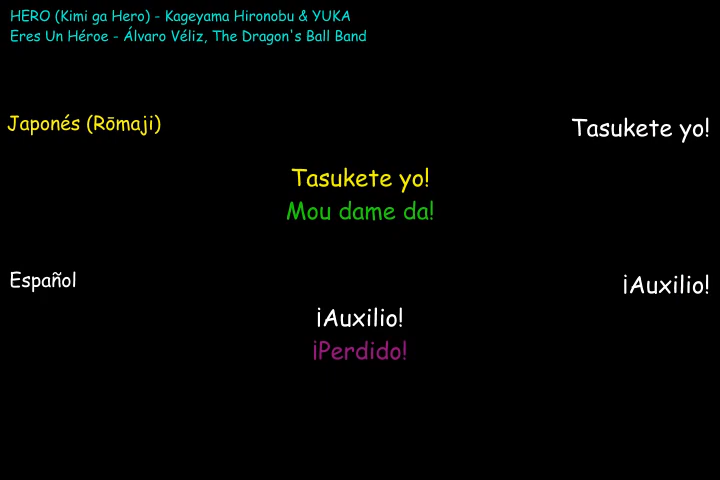 HERO (Kimi ga Hero) - Kageyama Hironobu & YUKA
Eres Un Héroe - Álvaro Véliz, The Dragon's Ball Band
Japonés (Rōmaji)
Tasukete yo!
Tasukete yo!
Mou dame da!
Español
¡Auxilio!
¡Auxilio!
¡Perdido!